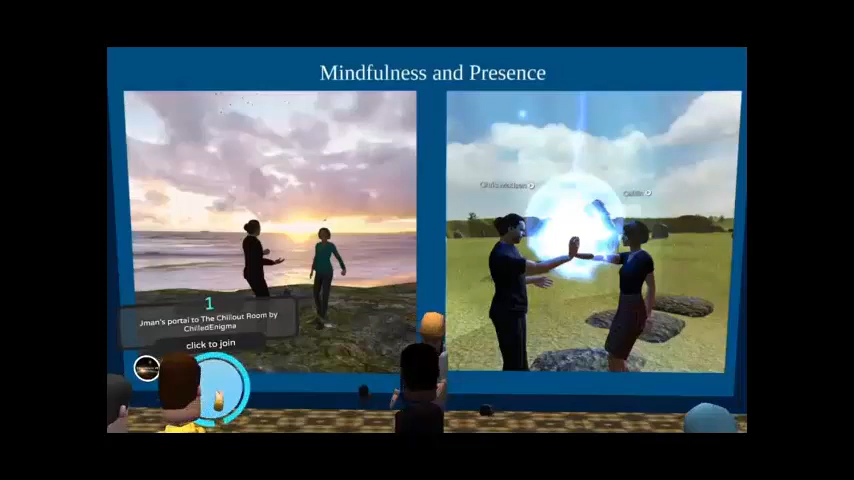 Mindfulness and Presence
1
Jman's portal to The Chillout Room by
ChilledEnigma
click to join